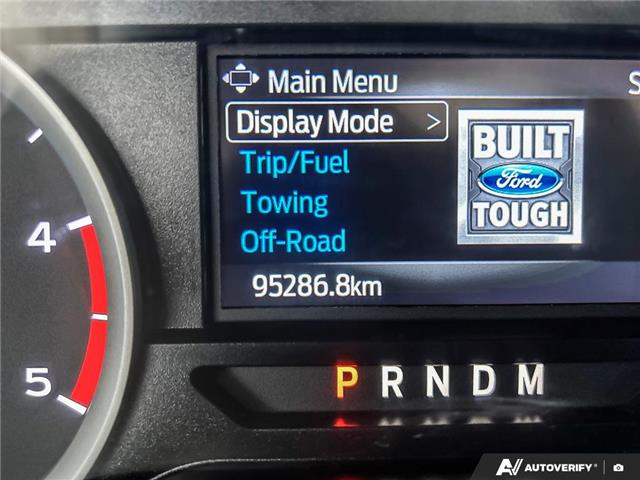 Main Menu
S
Display Mode >
Trip/Fuel
Towing
Off-Road
95286.8km
BUILT
Ford
TOUGH
4
5
P R N D M
AUTOVERIFY